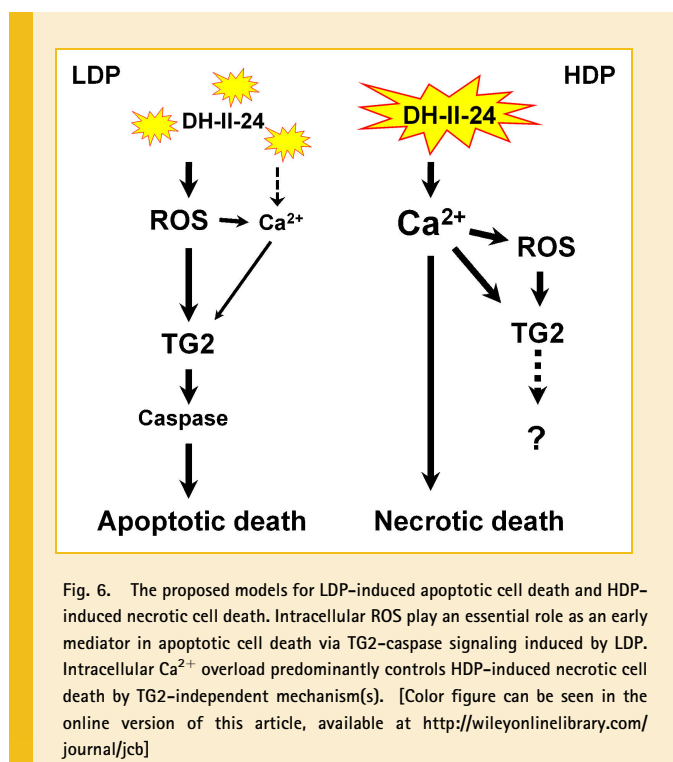 LDP
HDP
DH-II-24
DH-II-24
ROS
Ca²⁺
Ca²⁺
ROS
TG2
TG2
Caspase
?
Apoptotic death
Necrotic death
Fig. 6. The proposed models for LDP-induced apoptotic cell death and HDP-
induced necrotic cell death. Intracellular ROS play an essential role as an early
mediator in apoptotic cell death via TG2-caspase signaling induced by LDP.
Intracellular Ca²⁺ overload predominantly controls HDP-induced necrotic cell
death by TG2-independent mechanism(s). [Color figure can be seen in the
online version of this article, available at http://wileyonlinelibrary.com/
journal/jcb]